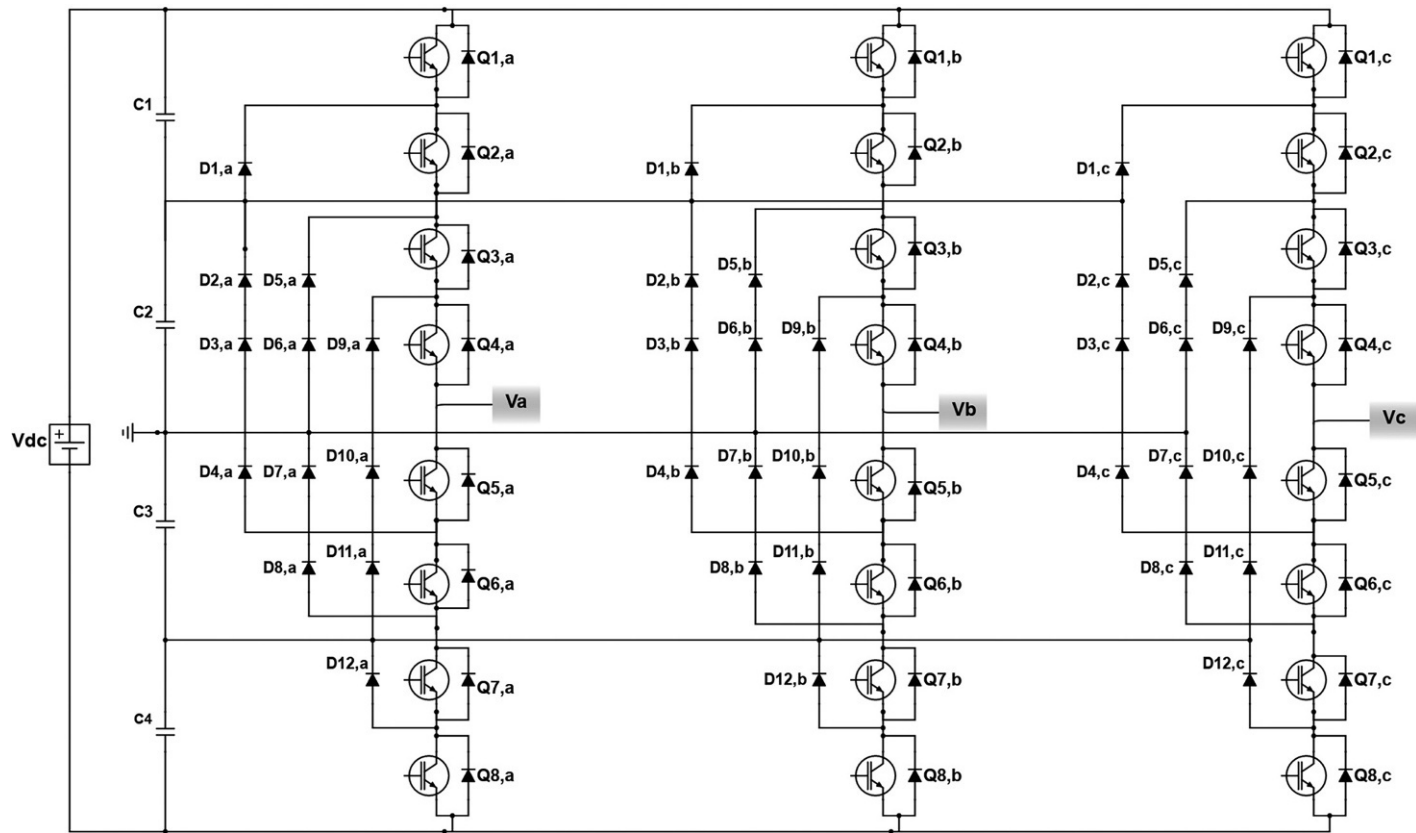 Q1,a
Q1,b
Q1,c
C1
Q2,a
Q2,b
Q2,c
D1,a
D1,b
D1,c
Q3,a
Q3,b
Q3,c
D2,a
D5,a
D2,b
D5,b
D2,c
D5,c
C2
D3,a
D6,a
D9,a
Q4,a
D3,b
D6,b
D9,b
Q4,b
D3,c
D6,c
D9,c
Q4,c
Va
Vb
Vc
Vdc
+
D4,a
D7,a
D10,a
Q5,a
D4,b
D7,b
D10,b
Q5,b
D4,c
D7,c
D10,c
Q5,c
C3
D8,a
D11,a
Q6,a
D8,b
D11,b
Q6,b
D8,c
D11,c
Q6,c
D12,a
Q7,a
D12,b
Q7,b
D12,c
Q7,c
C4
Q8,a
Q8,b
Q8,c